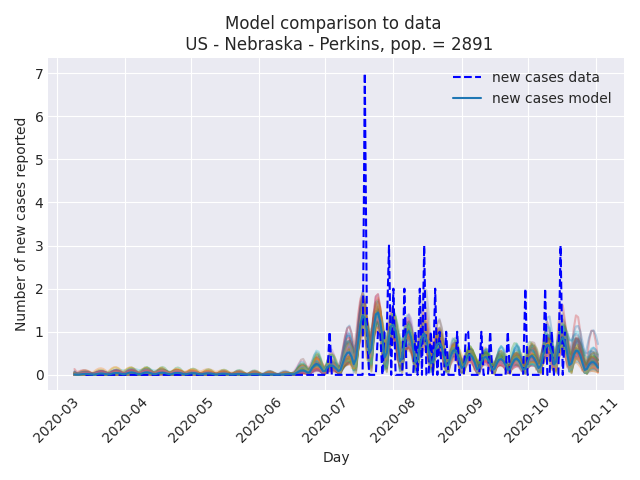 Model comparison to data
US - Nebraska - Perkins, pop. = 2891
new cases data
new cases model
Number of new cases reported
7
6
5
4
3
2
1
0
2020-03
2020-04
2020-05
2020-06
2020-07
2020-08
2020-09
2020-10
2020-11
Day